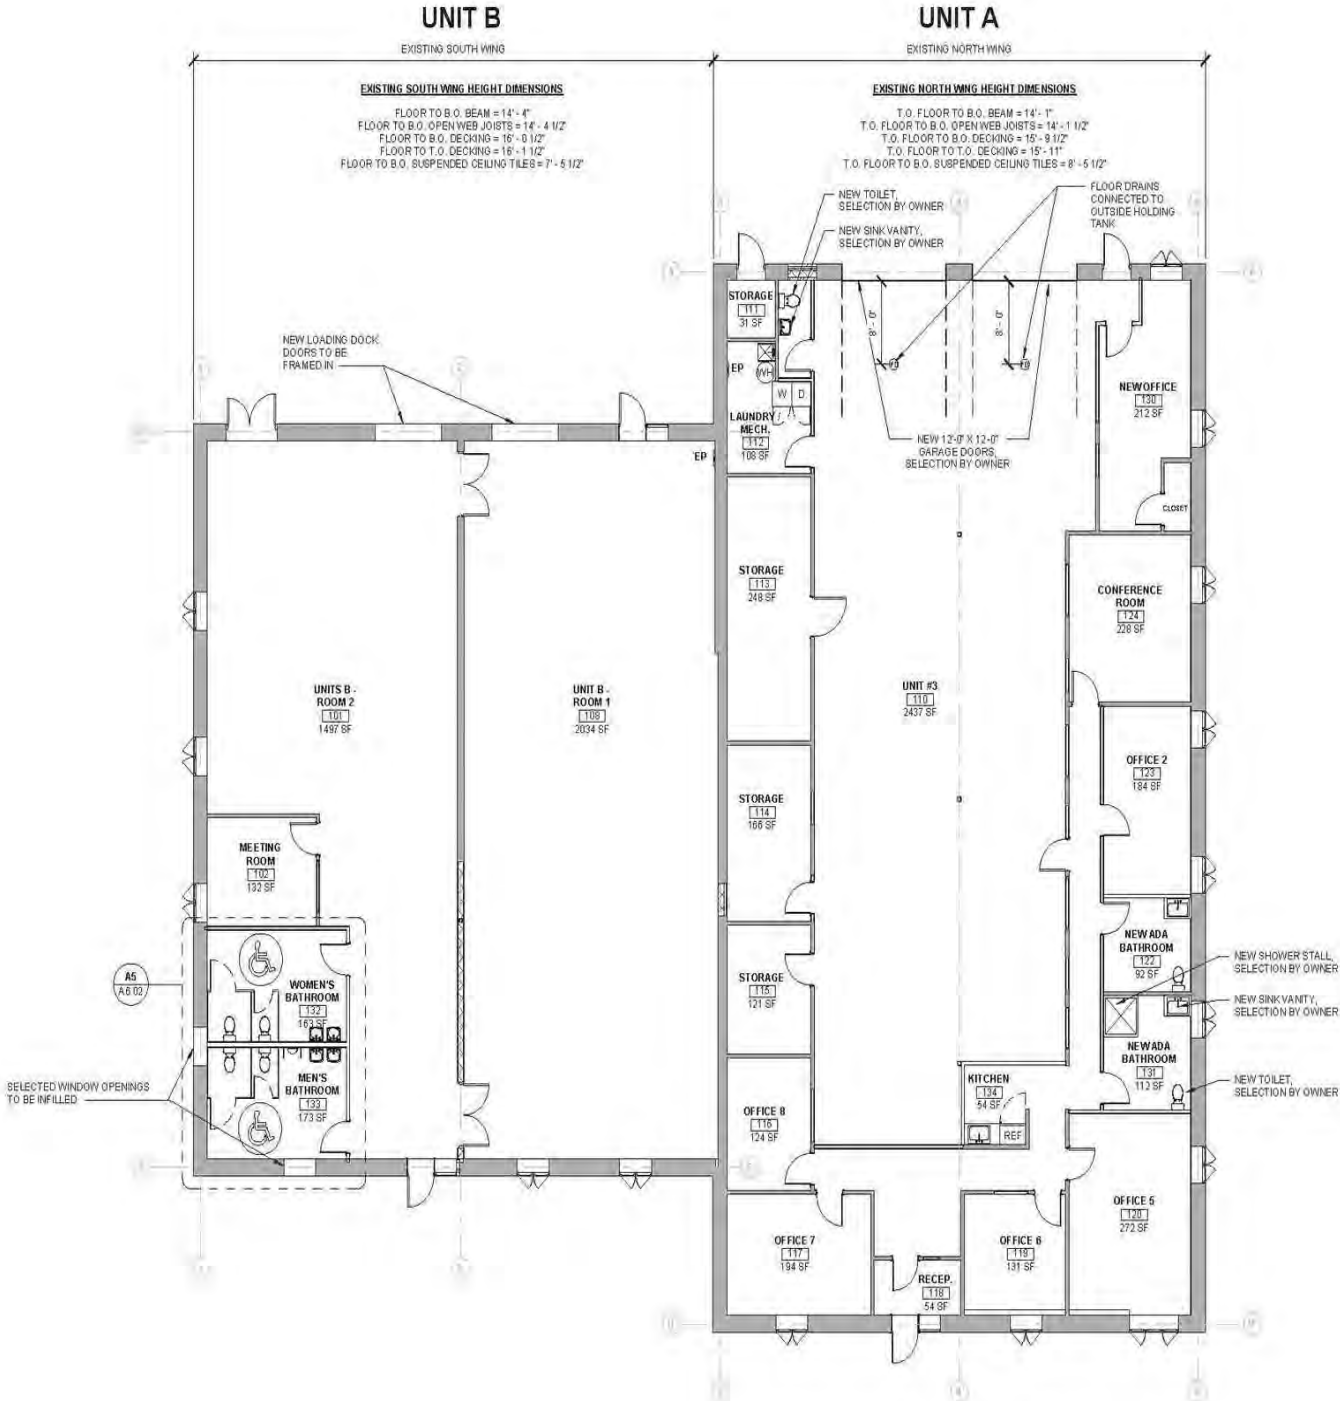 UNIT B
UNIT A
EXISTING SOUTH WING
EXISTING NORTH WING
EXISTING SOUTH WING HEIGHT DIMENSIONS
FLOOR TO B.O. BEAM = 14' - 4"
FLOOR TO B.O. OPEN WEB JOISTS = 14' - 4 1/2"
FLOOR TO B.O. DECKING = 16' - 0 1/2"
FLOOR TO T.O. DECKING = 16' - 1 1/2"
FLOOR TO B.O. SUSPENDED CEILING TILES = 7' - 5 1/2"
EXISTING NORTH WING HEIGHT DIMENSIONS
T.O. FLOOR TO B.O. BEAM = 14' - 1"
T.O. FLOOR TO B.O. OPEN WEB JOISTS = 14' - 1 1/2"
T.O. FLOOR TO B.O. DECKING = 15' - 9 1/2"
T.O. FLOOR TO T.O. DECKING = 15' - 11"
T.O. FLOOR TO B.O. SUSPENDED CEILING TILES = 8' - 5 1/2"
NEW TOILET,
SELECTION BY OWNER
NEW SINK VANITY,
SELECTION BY OWNER
FLOOR DRAINS
CONNECTED TO
OUTSIDE HOLDING
TANK
STORAGE
111
31 SF
8' - 0"
8' - 0"
NEW LOADING DOCK
DOORS TO BE
FRAMED IN
EP
WH
W D
LAUNDRY /
MECH.
112
108 SF
NEW OFFICE
130
212 SF
NEW 12'-0" X 12'-0"
GARAGE DOORS,
SELECTION BY OWNER
EP
CLOSET
STORAGE
113
248 SF
CONFERENCE
ROOM
124
228 SF
UNITS B -
ROOM 2
101
1497 SF
UNIT B -
ROOM 1
108
2034 SF
UNIT #3
110
2437 SF
OFFICE 2
123
184 SF
STORAGE
114
166 SF
MEETING
ROOM
102
132 SF
NEW ADA
BATHROOM
122
92 SF
NEW SHOWER STALL,
SELECTION BY OWNER
A5
A6.02
WOMEN'S
BATHROOM
132
163 SF
STORAGE
115
121 SF
NEW SINK VANITY,
SELECTION BY OWNER
NEW ADA
BATHROOM
131
112 SF
SELECTED WINDOW OPENINGS
TO BE INFILLED
MEN'S
BATHROOM
133
173 SF
KITCHEN
134
54 SF
REF
NEW TOILET,
SELECTION BY OWNER
OFFICE 8
116
124 SF
OFFICE 5
120
272 SF
OFFICE 7
117
194 SF
OFFICE 6
119
131 SF
RECEP.
118
54 SF